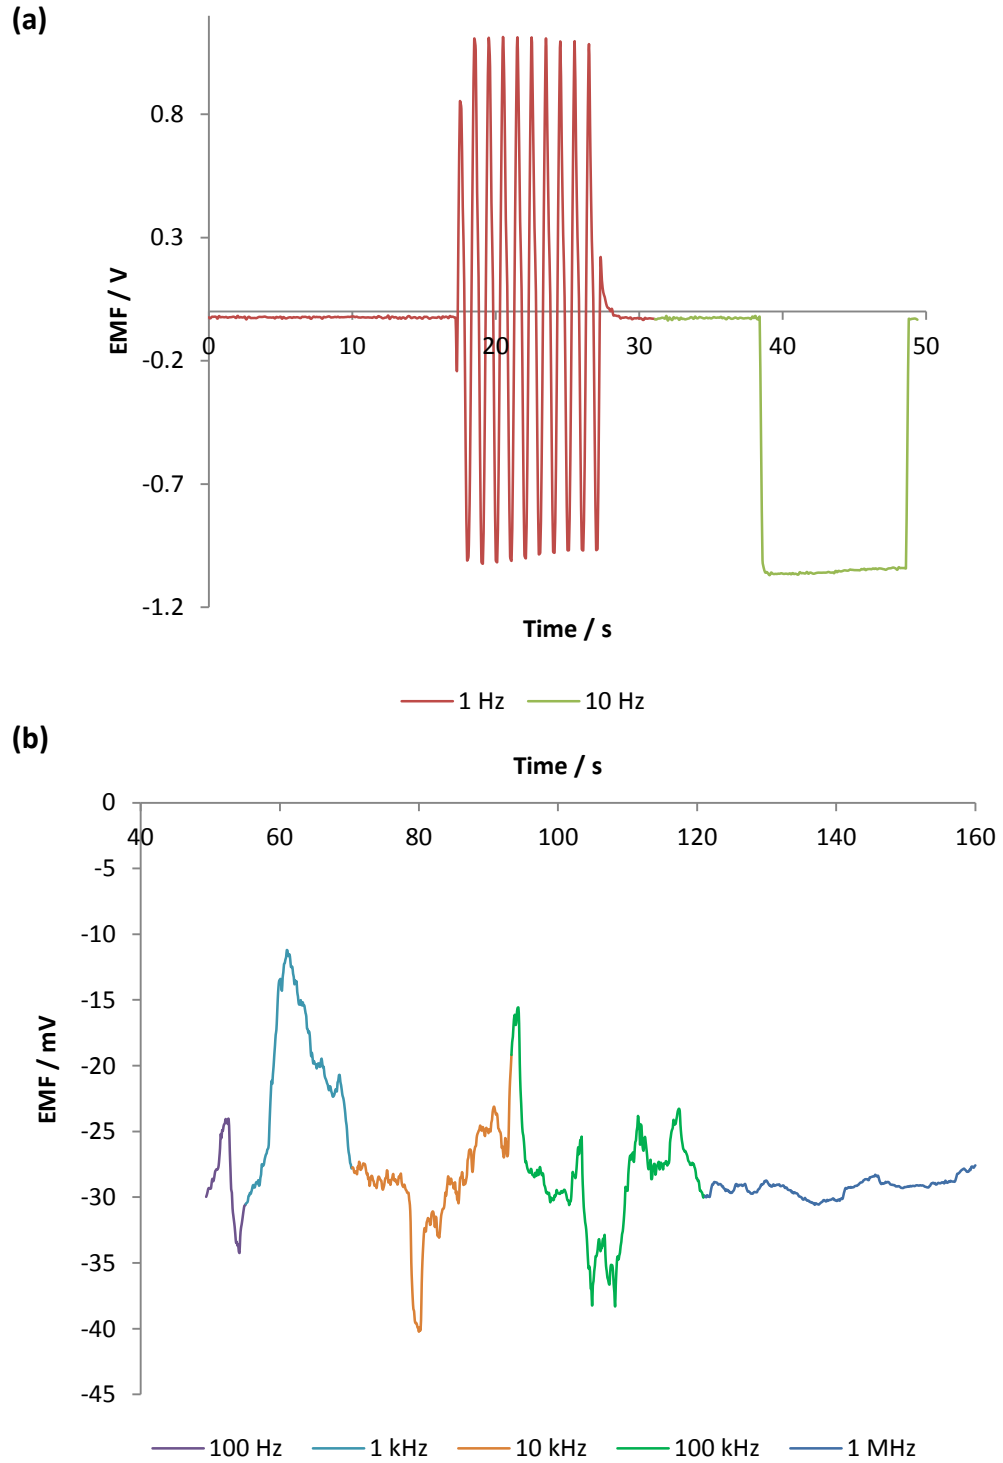 (a)
0.8
0.3
-0.2
-0.7
-1.2
EMF / V
0 10 20 30 40 50
Time / s
1 Hz 10 Hz
(b)
Time / s
40 60 80 100 120 140 160
0
-5
-10
-15
-20
-25
-30
-35
-40
-45
EMF / mV
100 Hz 1 kHz 10 kHz 100 kHz 1 MHz